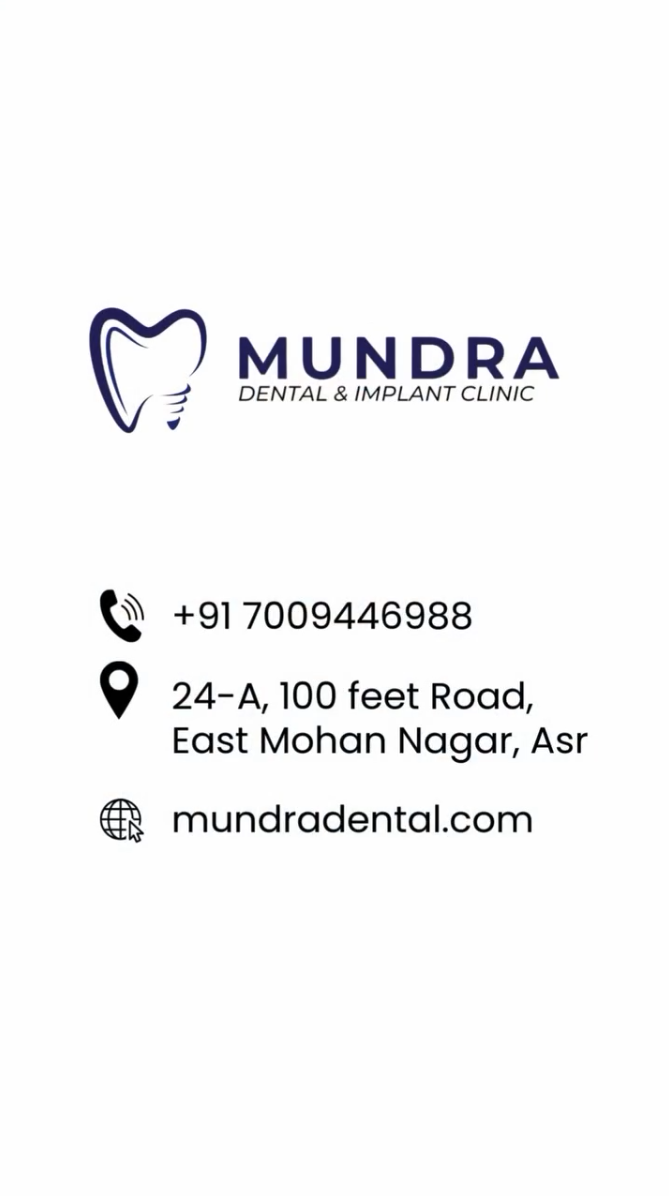 MUNDRA
DENTAL & IMPLANT CLINIC
+91 7009446988
24-A, 100 feet Road,
East Mohan Nagar, Asr
mundradental.com